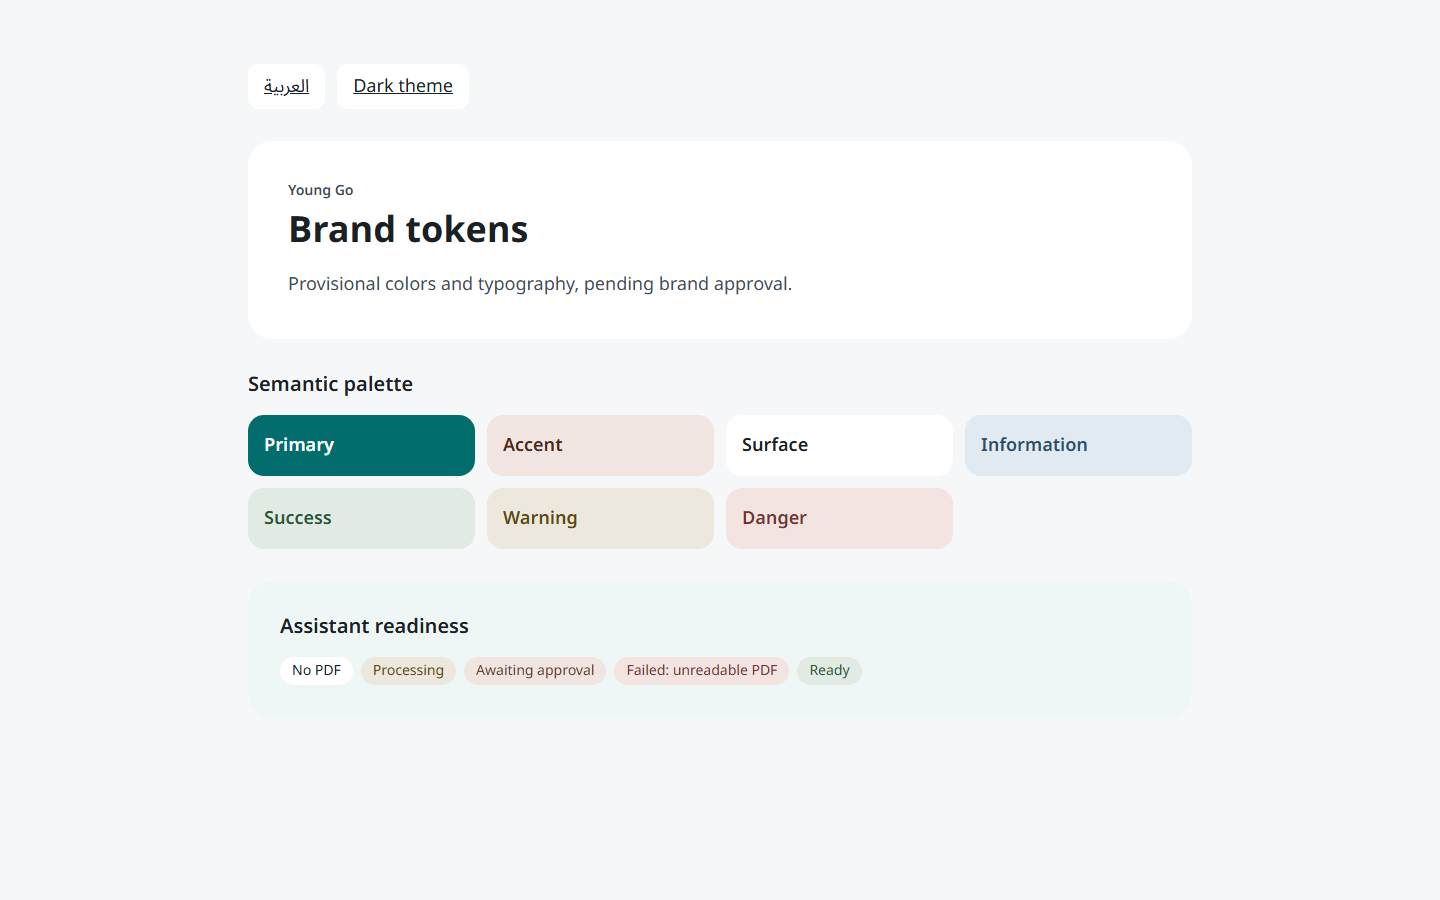 العربية Dark theme
Young Go
Brand tokens
Provisional colors and typography, pending brand approval.
Semantic palette
Primary Accent Surface Information
Success Warning Danger
Assistant readiness
No PDF Processing Awaiting approval Failed: unreadable PDF Ready